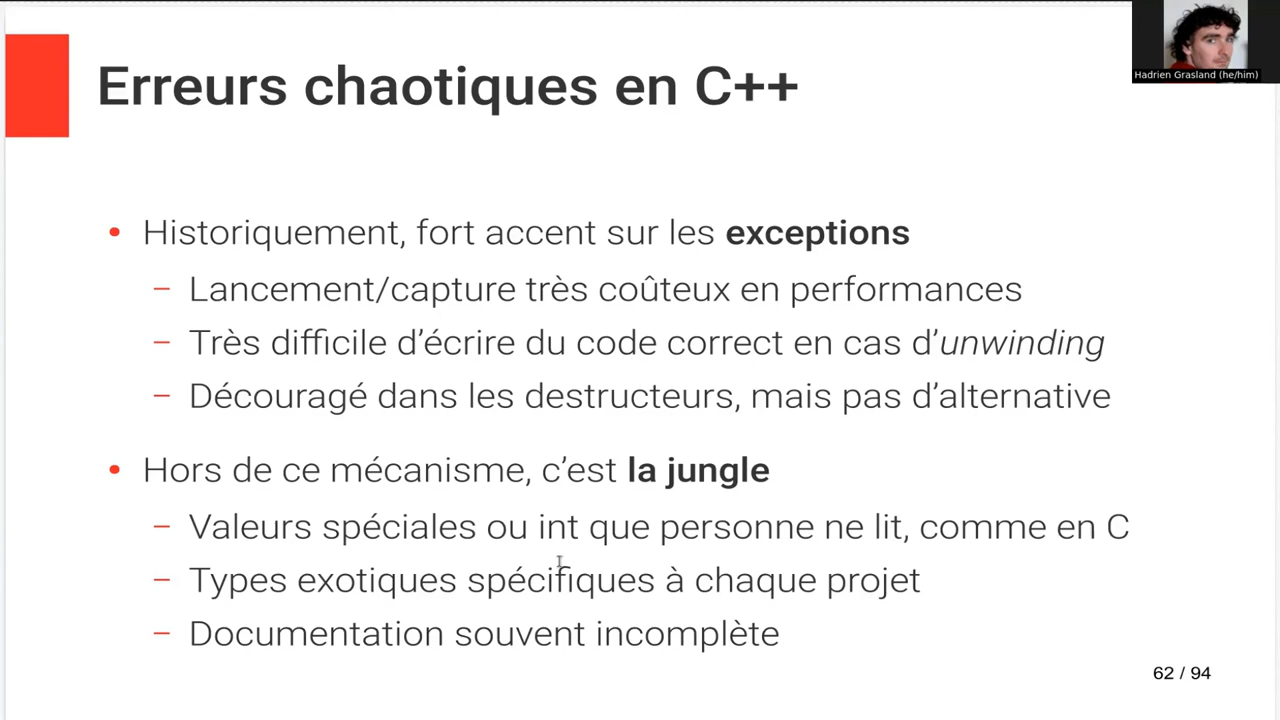 Erreurs chaotiques en C++
Hadrien Grasland (he/him)
• Historiquement, fort accent sur les exceptions
– Lancement/capture très coûteux en performances
– Très difficile d’écrire du code correct en cas d’unwinding
– Découragé dans les destructeurs, mais pas d’alternative
• Hors de ce mécanisme, c’est la jungle
– Valeurs spéciales ou int que personne ne lit, comme en C
– Types exotiques spécifiques à chaque projet
– Documentation souvent incomplète
62 / 94